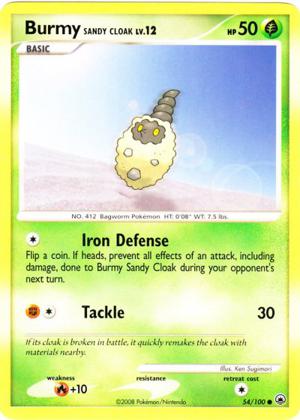 Burmy SANDY CLOAK LV.12 HP 50
BASIC
NO. 412 Bagworm Pokémon HT: 0'08" WT: 7.5 lbs.
Iron Defense
Flip a coin. If heads, prevent all effects of an attack, including
damage, done to Burmy Sandy Cloak during your opponent's
next turn.
Tackle 30
If its cloak is broken in battle, it quickly remakes the cloak with
materials nearby.
Illus. Ken Sugimori
weakness resistance retreat cost
+10
©2008 Pokémon/Nintendo 54/100